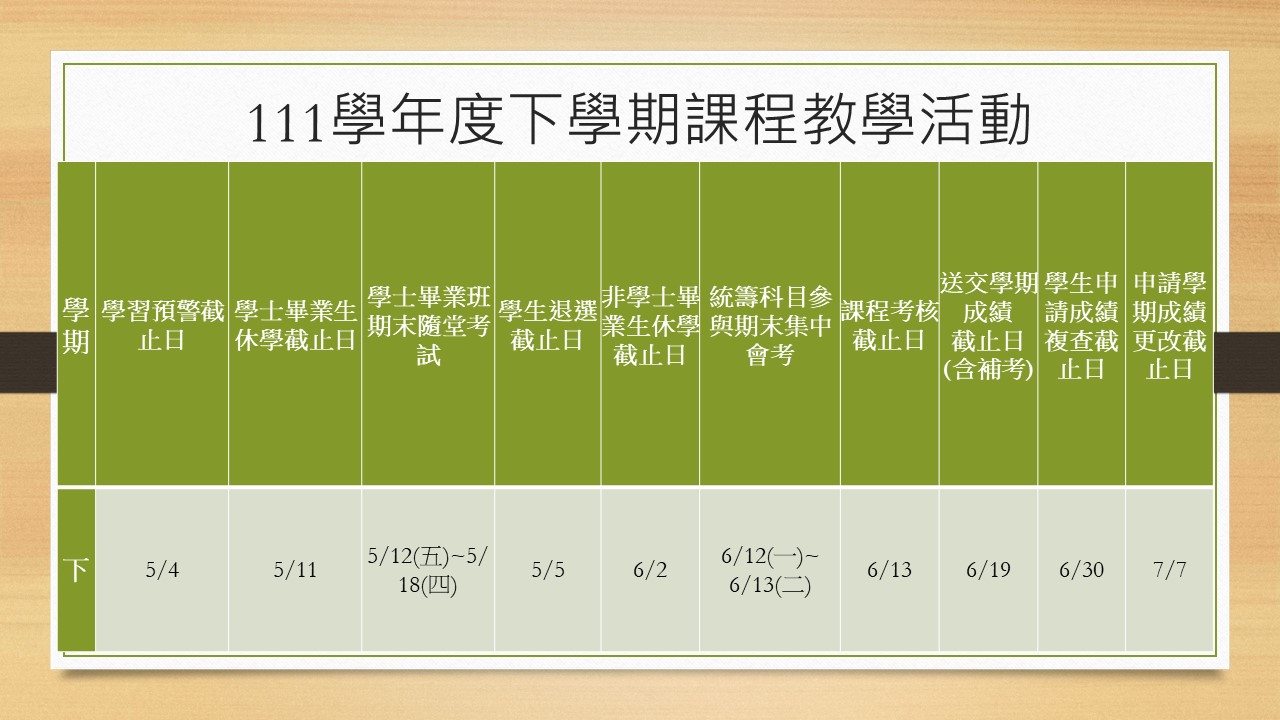 111學年度下學期課程教學活動
學
期
學習預警截
止日
學士畢業生
休學截止日
學士畢業班
期末隨堂考
試
學生退選
截止日
非學士畢
業生休學
截止日
統籌科目參
與期末集中
會考
課程考核
截止日
送交學期
成績
截止日
(含補考)
學生申
請成績
複查截
止日
申請學
期成績
更改截
止日
下
5/4
5/11
5/12(五)~5/
18(四)
5/5
6/2
6/12(一)~
6/13(二)
6/13
6/19
6/30
7/7